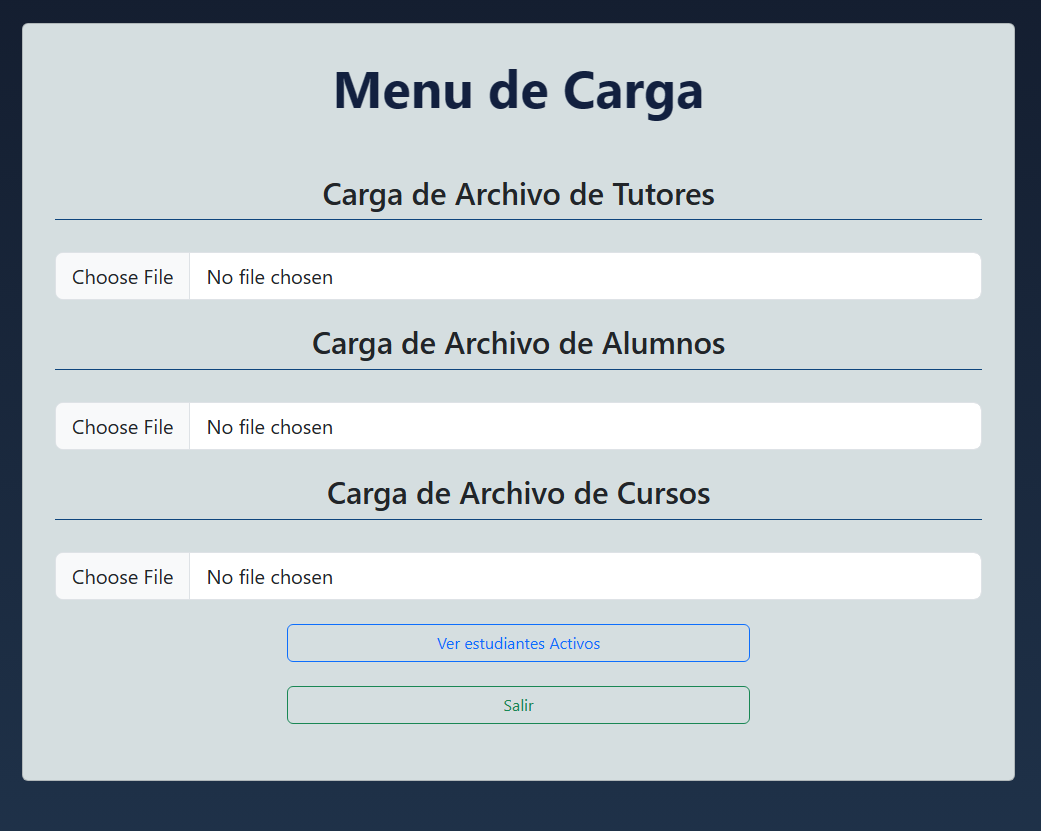 Menu de Carga
Carga de Archivo de Tutores
Choose File No file chosen
Carga de Archivo de Alumnos
Choose File No file chosen
Carga de Archivo de Cursos
Choose File No file chosen
Ver estudiantes Activos
Salir